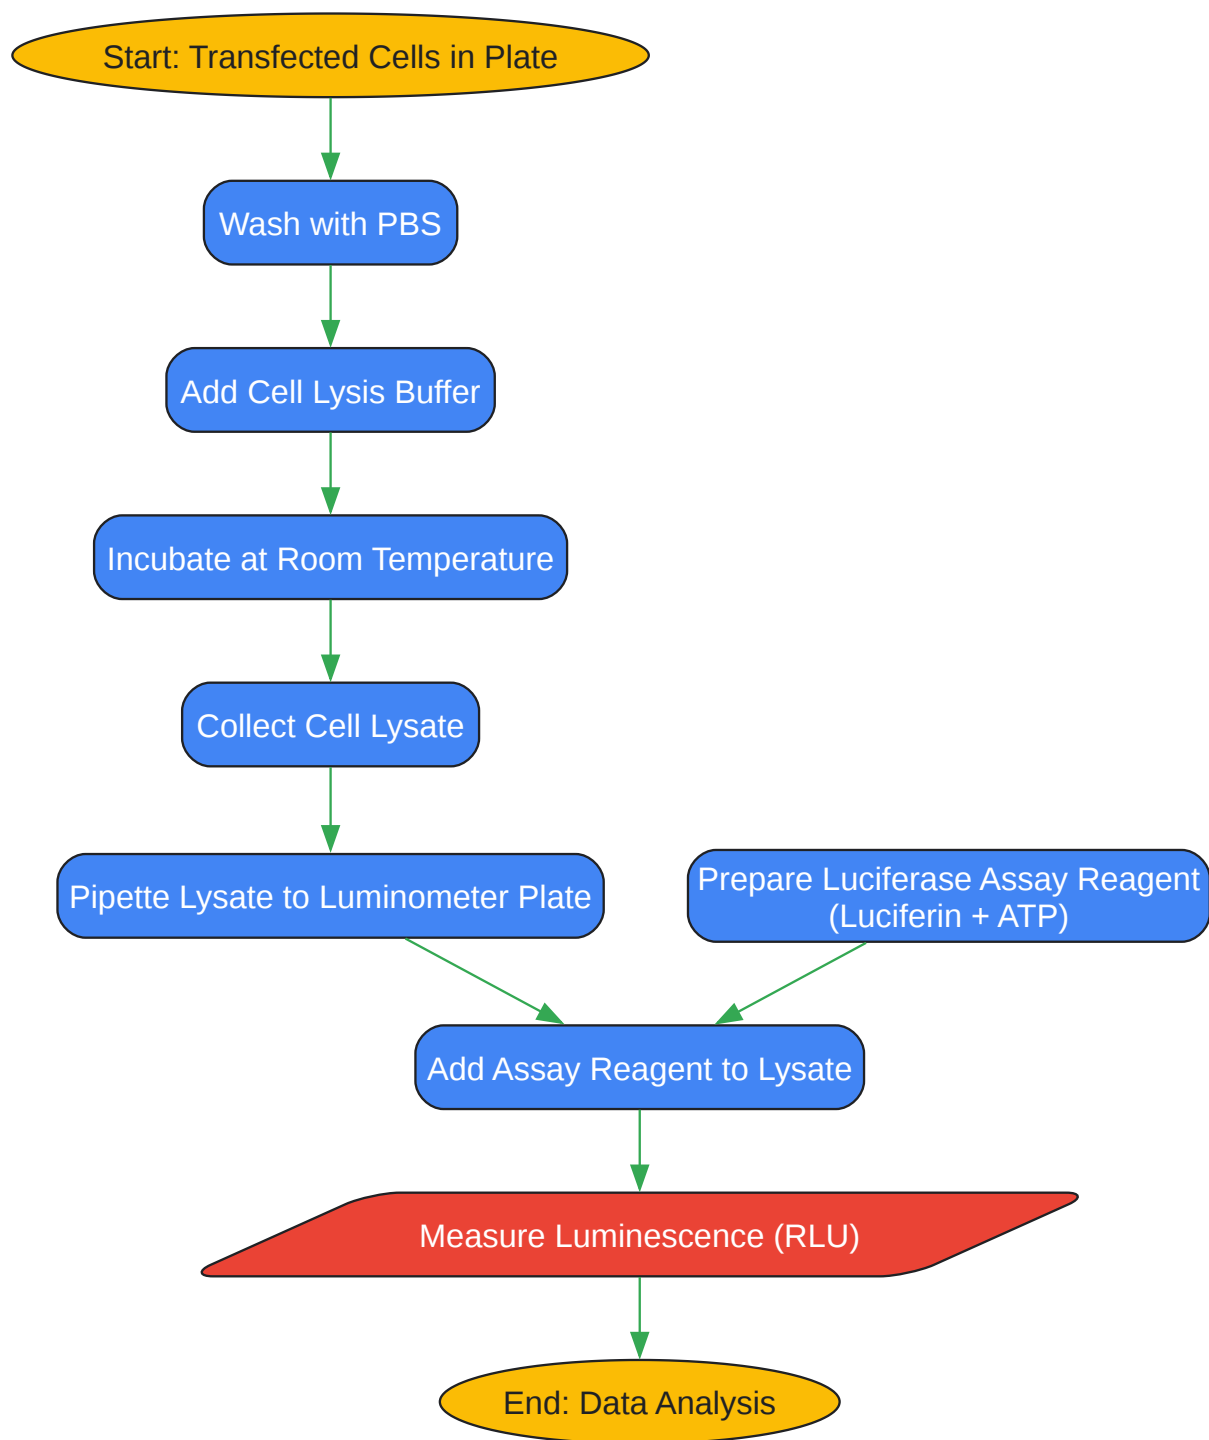 Start: Transfected Cells in Plate
Wash with PBS
Add Cell Lysis Buffer
Incubate at Room Temperature
Collect Cell Lysate
Pipette Lysate to Luminometer Plate
Prepare Luciferase Assay Reagent
(Luciferin + ATP)
Add Assay Reagent to Lysate
Measure Luminescence (RLU)
End: Data Analysis